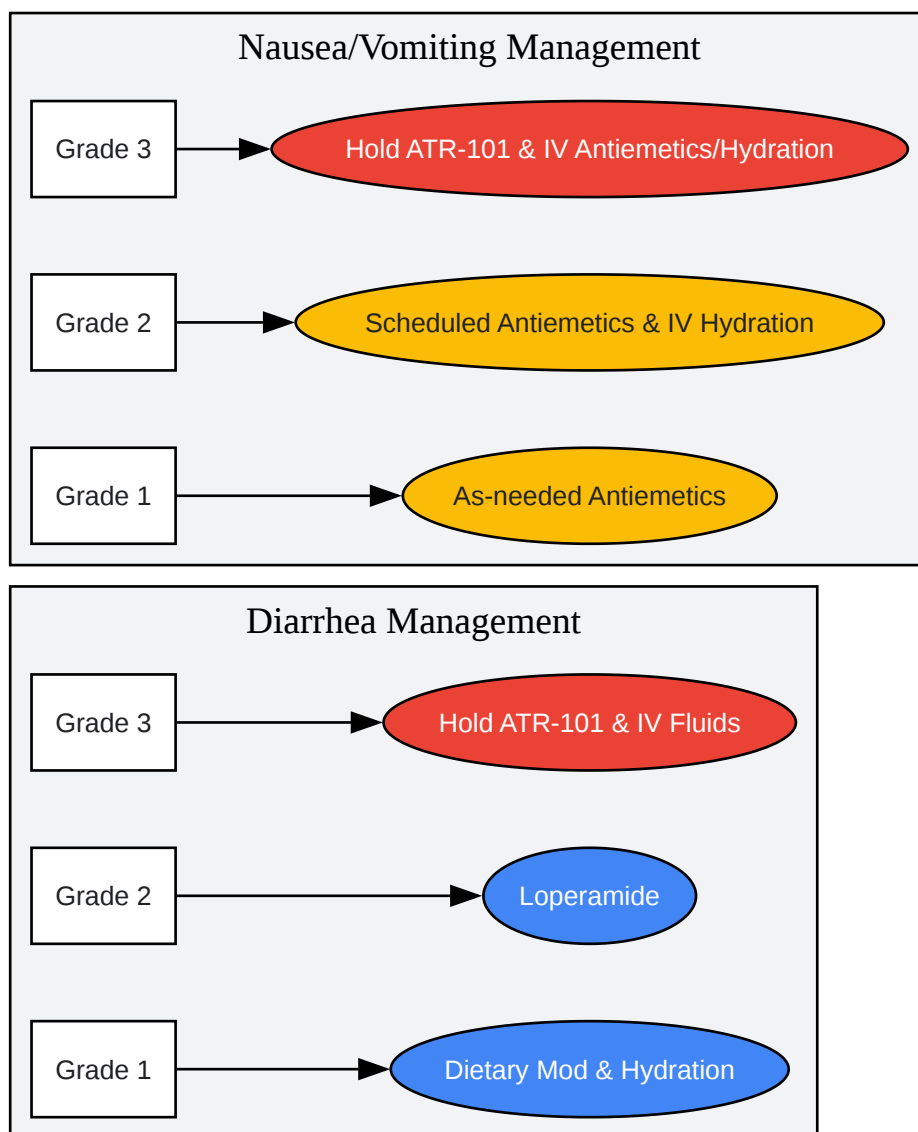 Nausea/Vomiting Management
Grade 3
Hold ATR-101 & IV Antiemetics/Hydration
Grade 2
Scheduled Antiemetics & IV Hydration
Grade 1
As-needed Antiemetics
Diarrhea Management
Grade 3
Hold ATR-101 & IV Fluids
Grade 2
Loperamide
Grade 1
Dietary Mod & Hydration